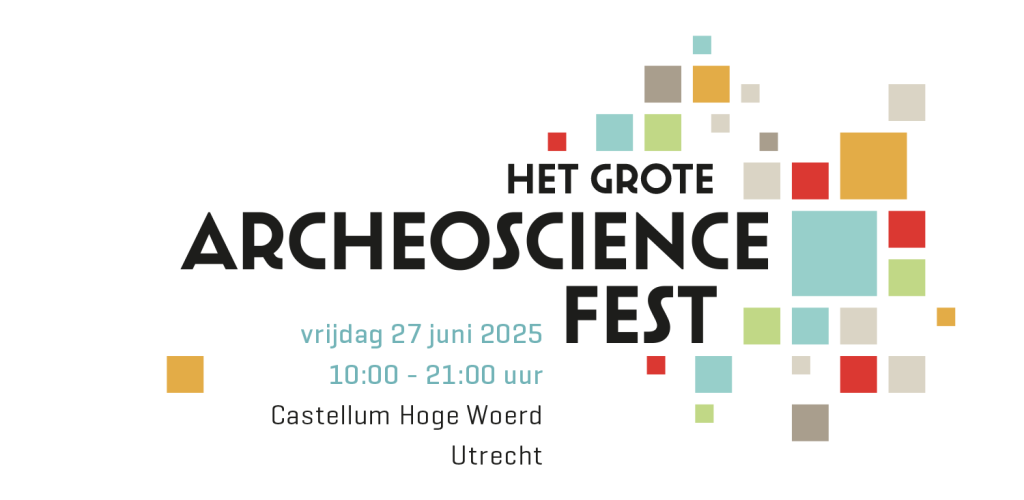 HET GROTE
ARCHEOSCIENCE
FEST
vrijdag 27 juni 2025
10:00 - 21:00 uur
Castellum Hoge Woerd
Utrecht